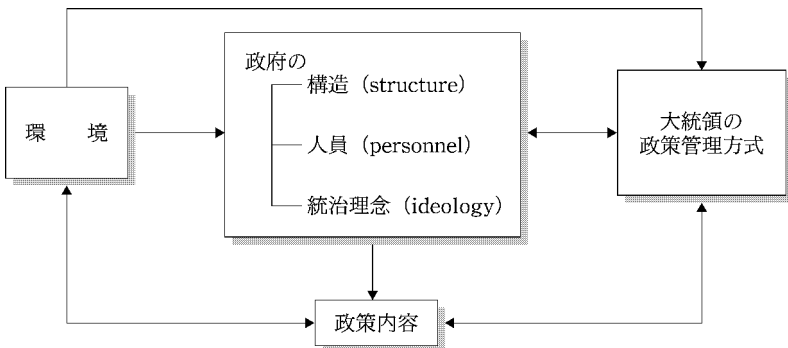 環　　境
政府の
構造（structure）
人員（personnel）
統治理念（ideology）
大統領の
政策管理方式
政策内容